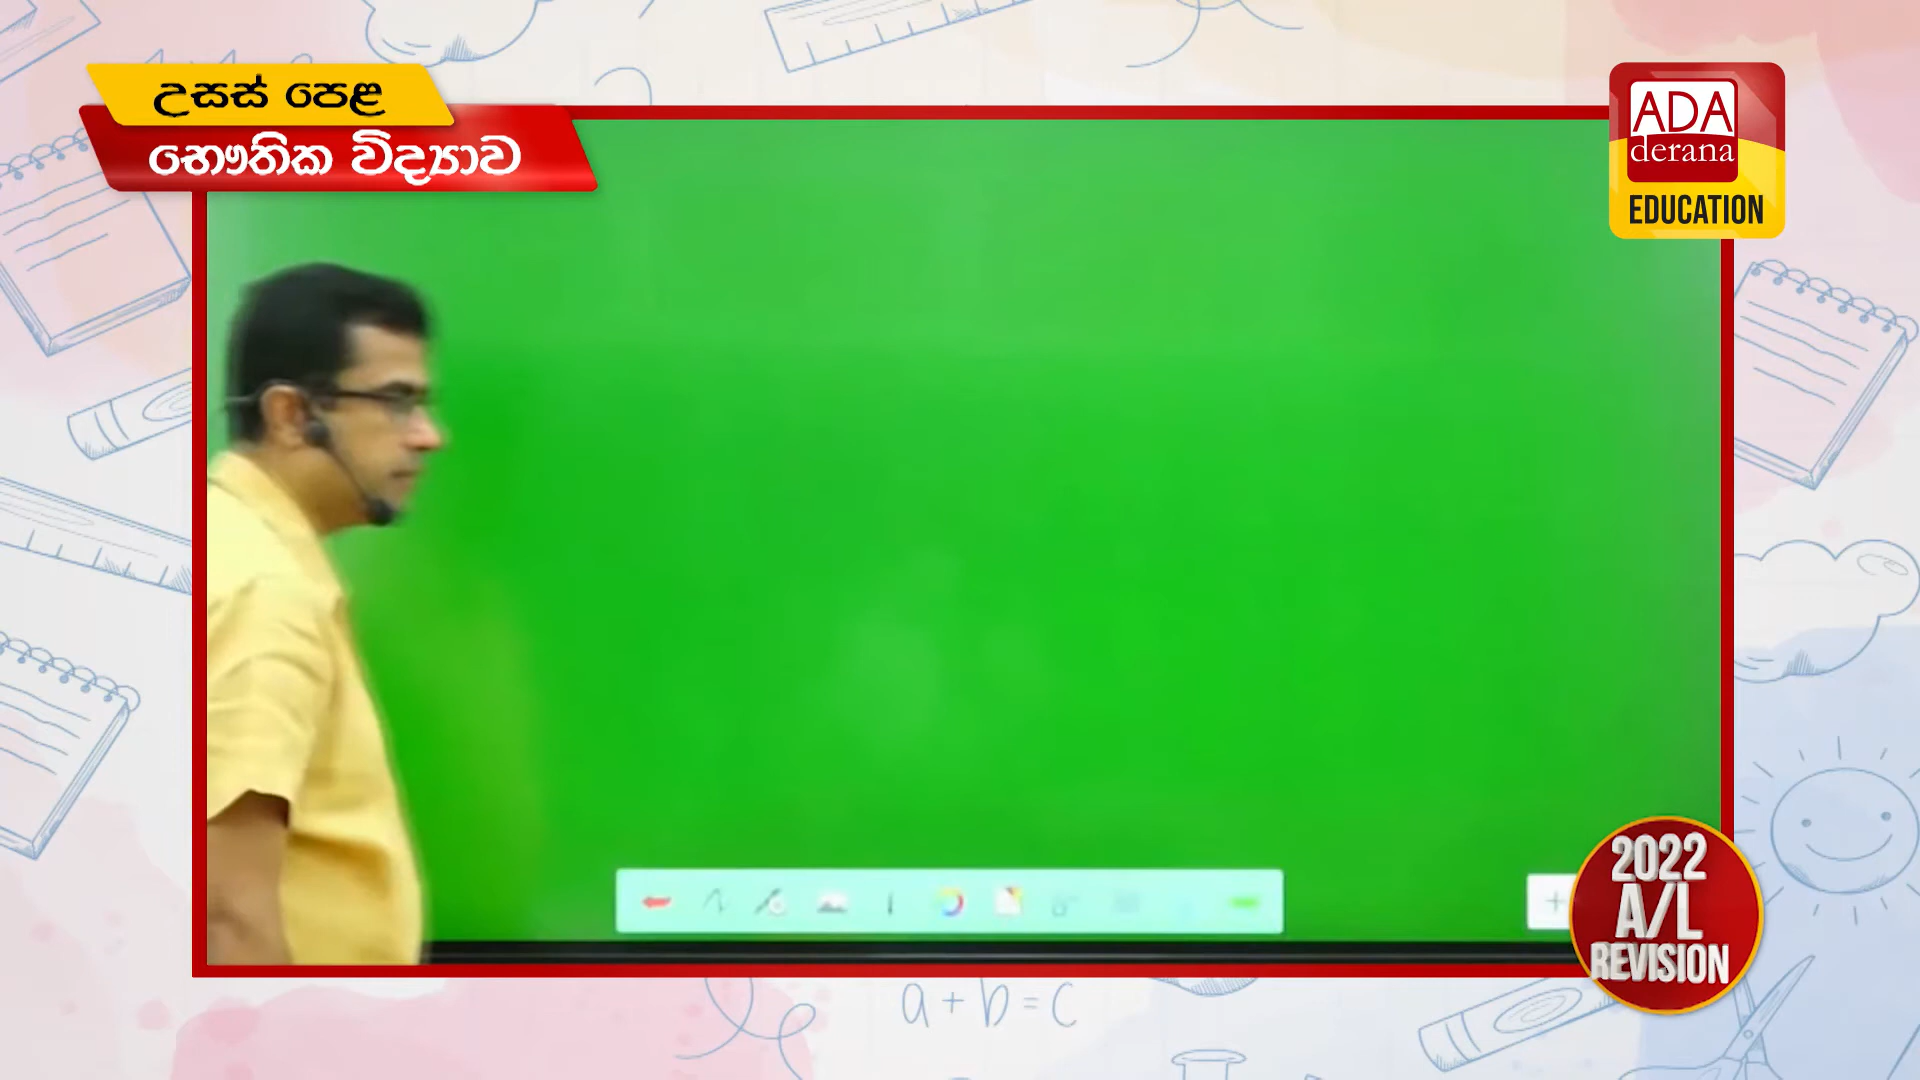 උසස් පෙළ
භෞතික විද්‍යාව
ADA
derana
EDUCATION
2022
A/L
REVISION
a + b = c